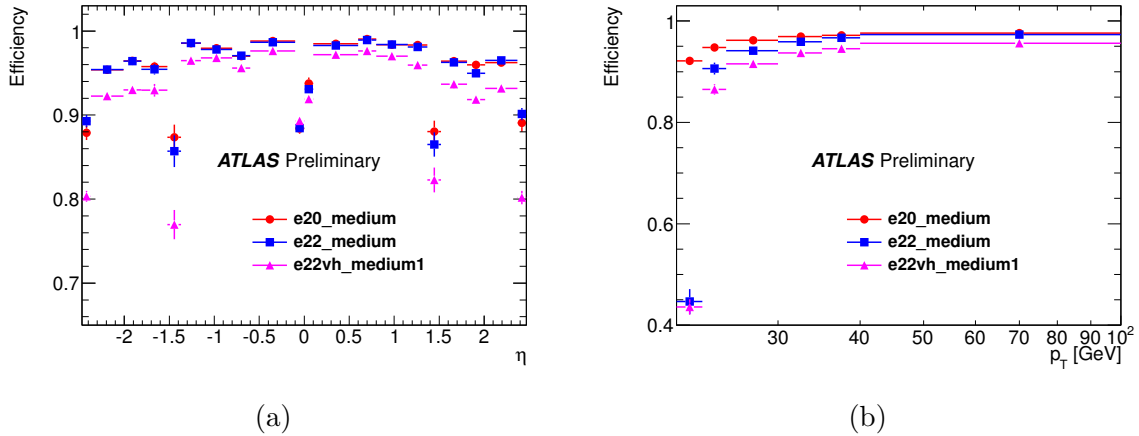 Efficiency
1
0.9
0.8
0.7
ATLAS Preliminary
e20_medium
e22_medium
e22vh_medium1
-2 -1.5 -1 -0.5 0 0.5 1 1.5 2
η
(a)
Efficiency
1
0.8
0.6
0.4
ATLAS Preliminary
e20_medium
e22_medium
e22vh_medium1
30 40 50 60 70 80 90 10²
p_T [GeV]
(b)